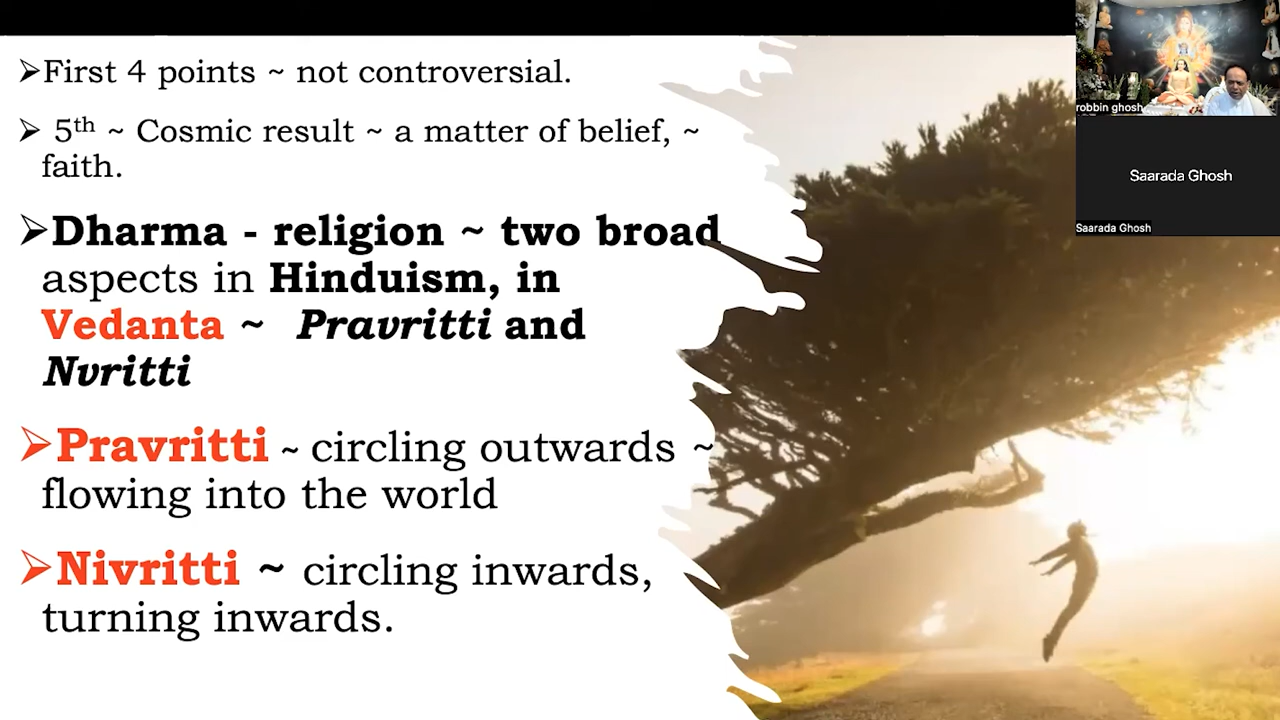 ➢First 4 points ~ not controversial.
➢ 5th ~ Cosmic result ~ a matter of belief, ~
faith.
➢Dharma - religion ~ two broad
aspects in Hinduism, in
Vedanta ~ Pravritti and
Nvritti
➢Pravritti ~ circling outwards ~
flowing into the world
➢Nivritti ~ circling inwards,
turning inwards.
robbin ghosh
Saarada Ghosh
Saarada Ghosh